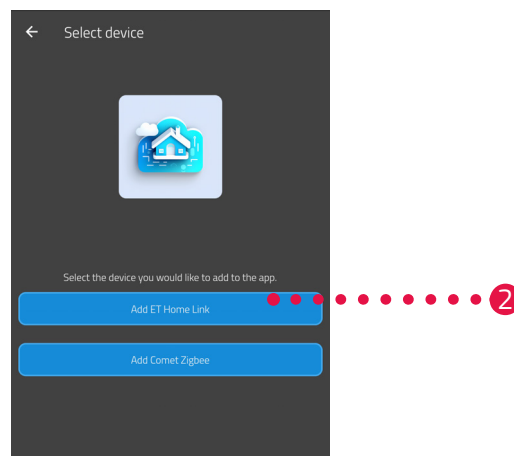 Select device
Select the device you would like to add to the app.
Add ET Home Link
2
Add Comet Zigbee